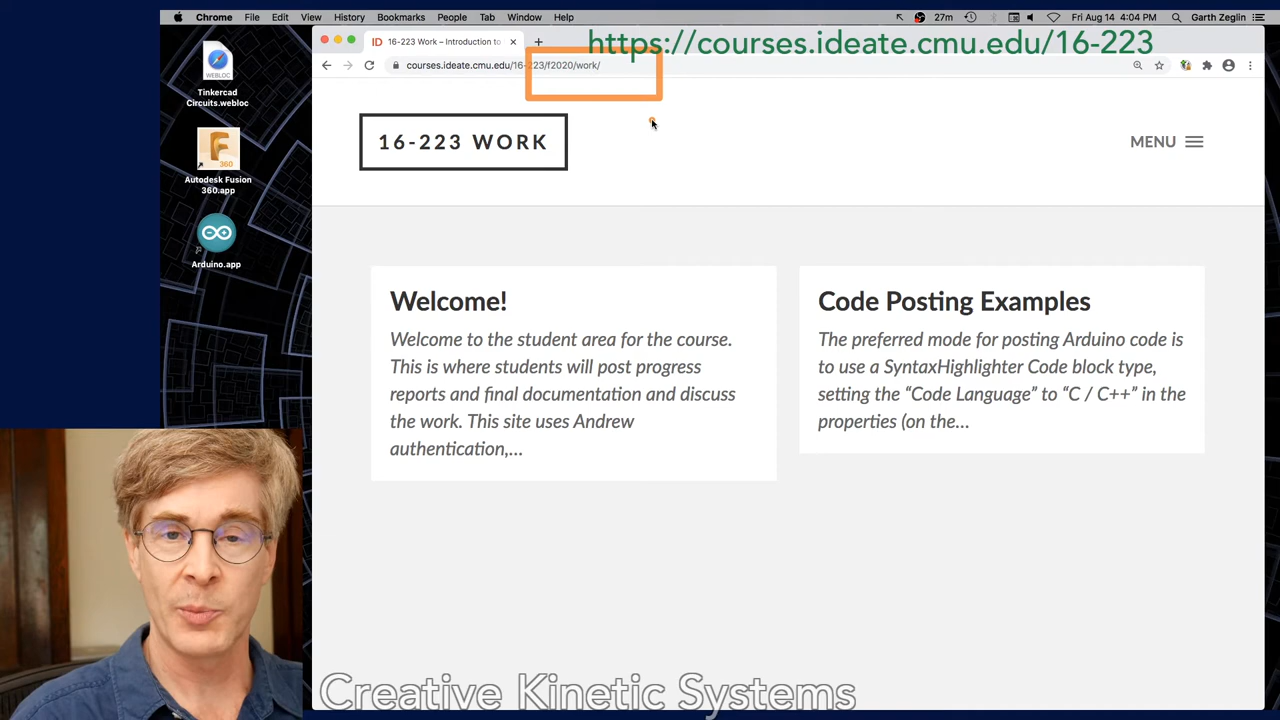 Chrome File Edit View History Bookmarks People Tab Window Help 27m Fri Aug 14 4:04 PM Garth Zeglin
ID 16-223 Work – Introduction to
https://courses.ideate.cmu.edu/16-223
courses.ideate.cmu.edu/16-223/f2020/work/
WEBLOC
Tinkercad
Circuits.webloc
F
360
Autodesk Fusion
360.app
Arduino.app
16-223 WORK
MENU
Welcome!
Welcome to the student area for the course.
This is where students will post progress
reports and final documentation and discuss
the work. This site uses Andrew
authentication,...
Code Posting Examples
The preferred mode for posting Arduino code is
to use a SyntaxHighlighter Code block type,
setting the “Code Language” to “C / C++” in the
properties (on the...
Creative Kinetic Systems